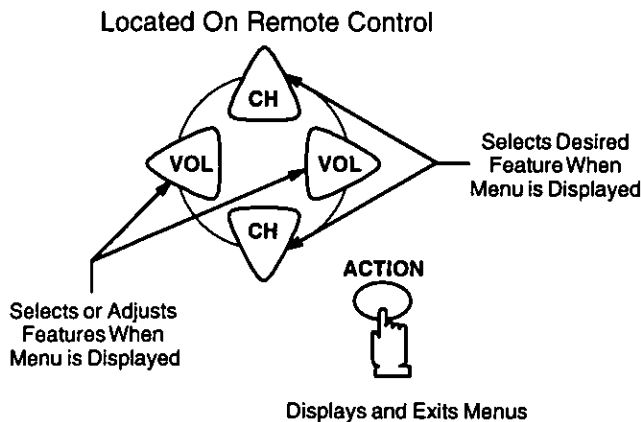 Located On Remote Control
CH
VOL
VOL
CH
Selects Desired
Feature When
Menu is Displayed
ACTION
Selects or Adjusts
Features When
Menu is Displayed
Displays and Exits Menus